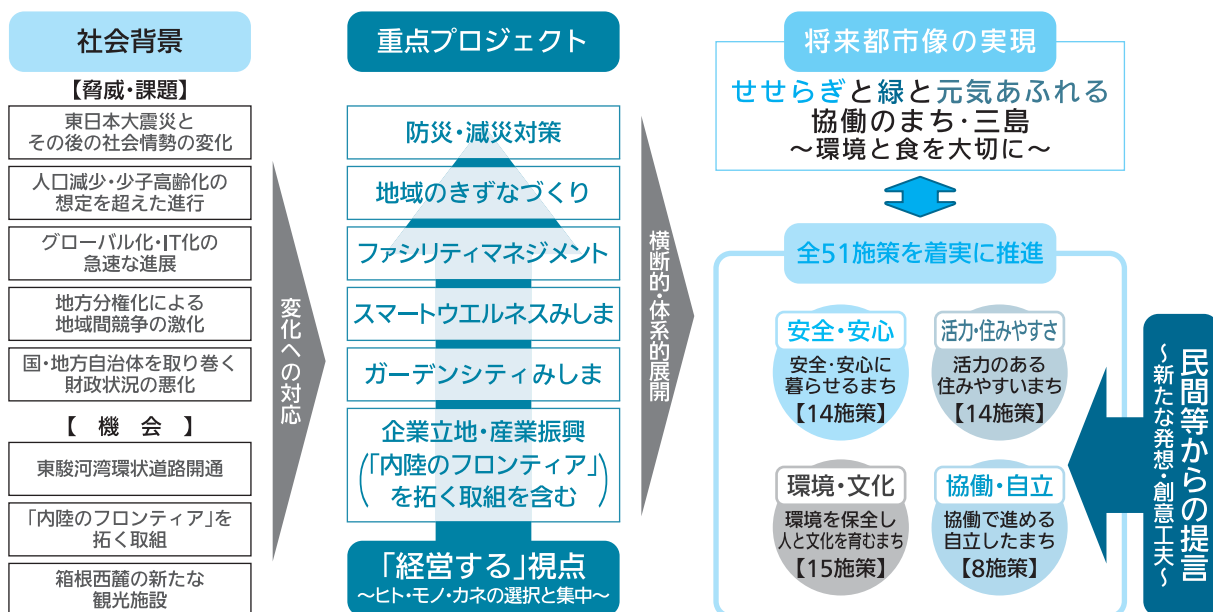 社会背景
【脅威・課題】
東日本大震災と
その後の社会情勢の変化
人口減少・少子高齢化の
想定を超えた進行
グローバル化・IT化の
急速な進展
地方分権化による
地域間競争の激化
国・地方自治体を取り巻く
財政状況の悪化
【 機 会 】
東駿河湾環状道路開通
「内陸のフロンティア」を
拓く取組
箱根西麓の新たな
観光施設
変化への対応
重点プロジェクト
防災・減災対策
地域のきずなづくり
ファシリティマネジメント
スマートウエルネスみしま
ガーデンシティみしま
企業立地・産業振興
(「内陸のフロンティア」
を拓く取組を含む)
「経営する」視点
～ヒト・モノ・カネの選択と集中～
横断的・体系的展開
将来都市像の実現
せせらぎと緑と元気あふれる
協働のまち・三島
～環境と食を大切に～
全51施策を着実に推進
安全・安心
安全・安心に
暮らせるまち
【14施策】
活力・住みやすさ
活力のある
住みやすいまち
【14施策】
環境・文化
環境を保全し
人と文化を育むまち
【15施策】
協働・自立
協働で進める
自立したまち
【8施策】
民間等からの提言
～新たな発想・創意工夫～